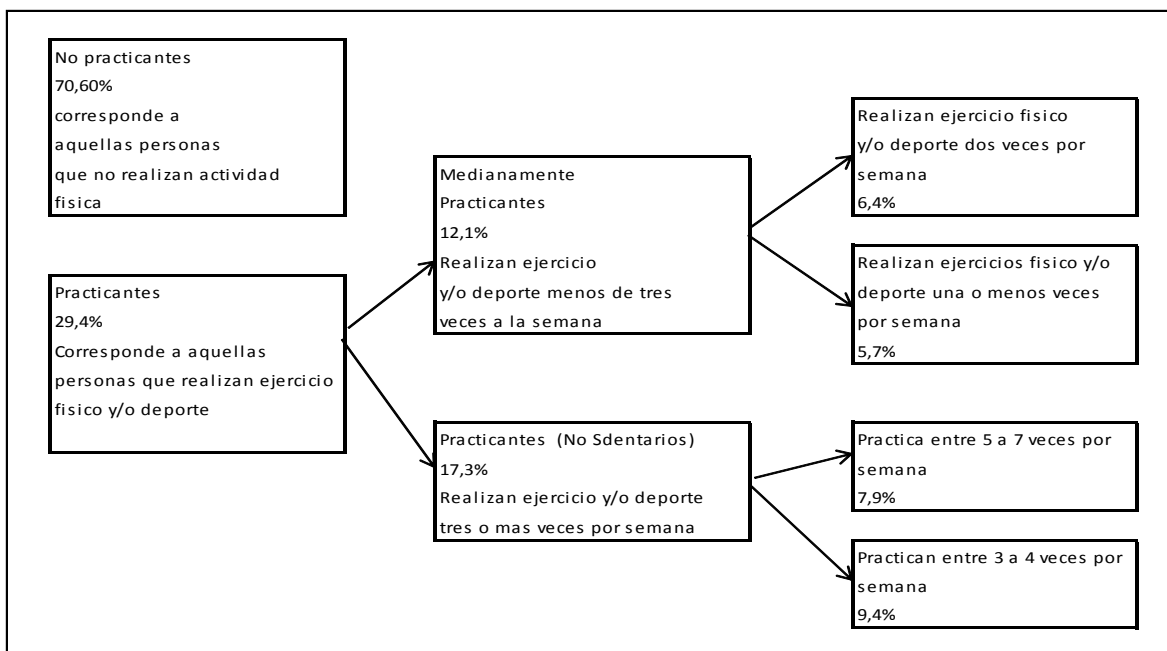 No practicantes
70,60%
corresponde a
aquellas personas
que no realizan actividad
fisica
Practicantes
29,4%
Corresponde a aquellas
personas que realizan ejercicio
fisico y/o deporte
Medianamente
Practicantes
12,1%
Realizan ejercicio
y/o deporte menos de tres
veces a la semana
Practicantes (No Sdentarios)
17,3%
Realizan ejercicio y/o deporte
tres o mas veces por semana
Realizan ejercicio fisico
y/o deporte dos veces por
semana
6,4%
Realizan ejercicios fisico y/o
deporte una o menos veces
por semana
5,7%
Practica entre 5 a 7 veces por
semana
7,9%
Practican entre 3 a 4 veces por
semana
9,4%